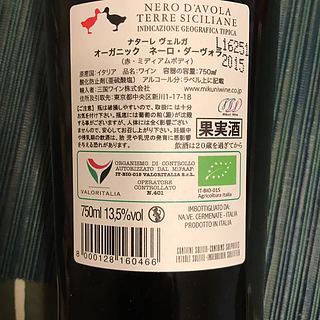 NERO D'AVOLA
TERRE SICILIANE
INDICAZIONE GEOGRAFICA TIPICA
L16251
2015
ナターレ ヴェルガ
オーガニック ネーロ・ダーヴォラ
(赤・ミディアムボディ)
原産国:イタリア 品名:ワイン 容器の容量:750ml
酸化防止剤(亜硫酸塩) アルコール分:ラベル上に記載
輸入者:三国ワイン株式会社 www.mikuniwine.co.jp
住所及引取先:東京都中央区新川1-17-18
果実酒
飲酒は20歳を過ぎてから
VALORITALIA
ORGANISMO DI CONTROLLO
AUTORIZZATO DAL MIPAAF:
IT-BIO-015 VALORITALIA S.r.l.
OPERATORE
CONTROLLATO
N.401
IT-BIO-015
Agricoltura Italia
750ml 13,5%vol
8 000128 160466
IMBOTTIGLIATO DA:
NA.VE. CERMENATE - ITALIA
PRODOTTO IN ITALIA